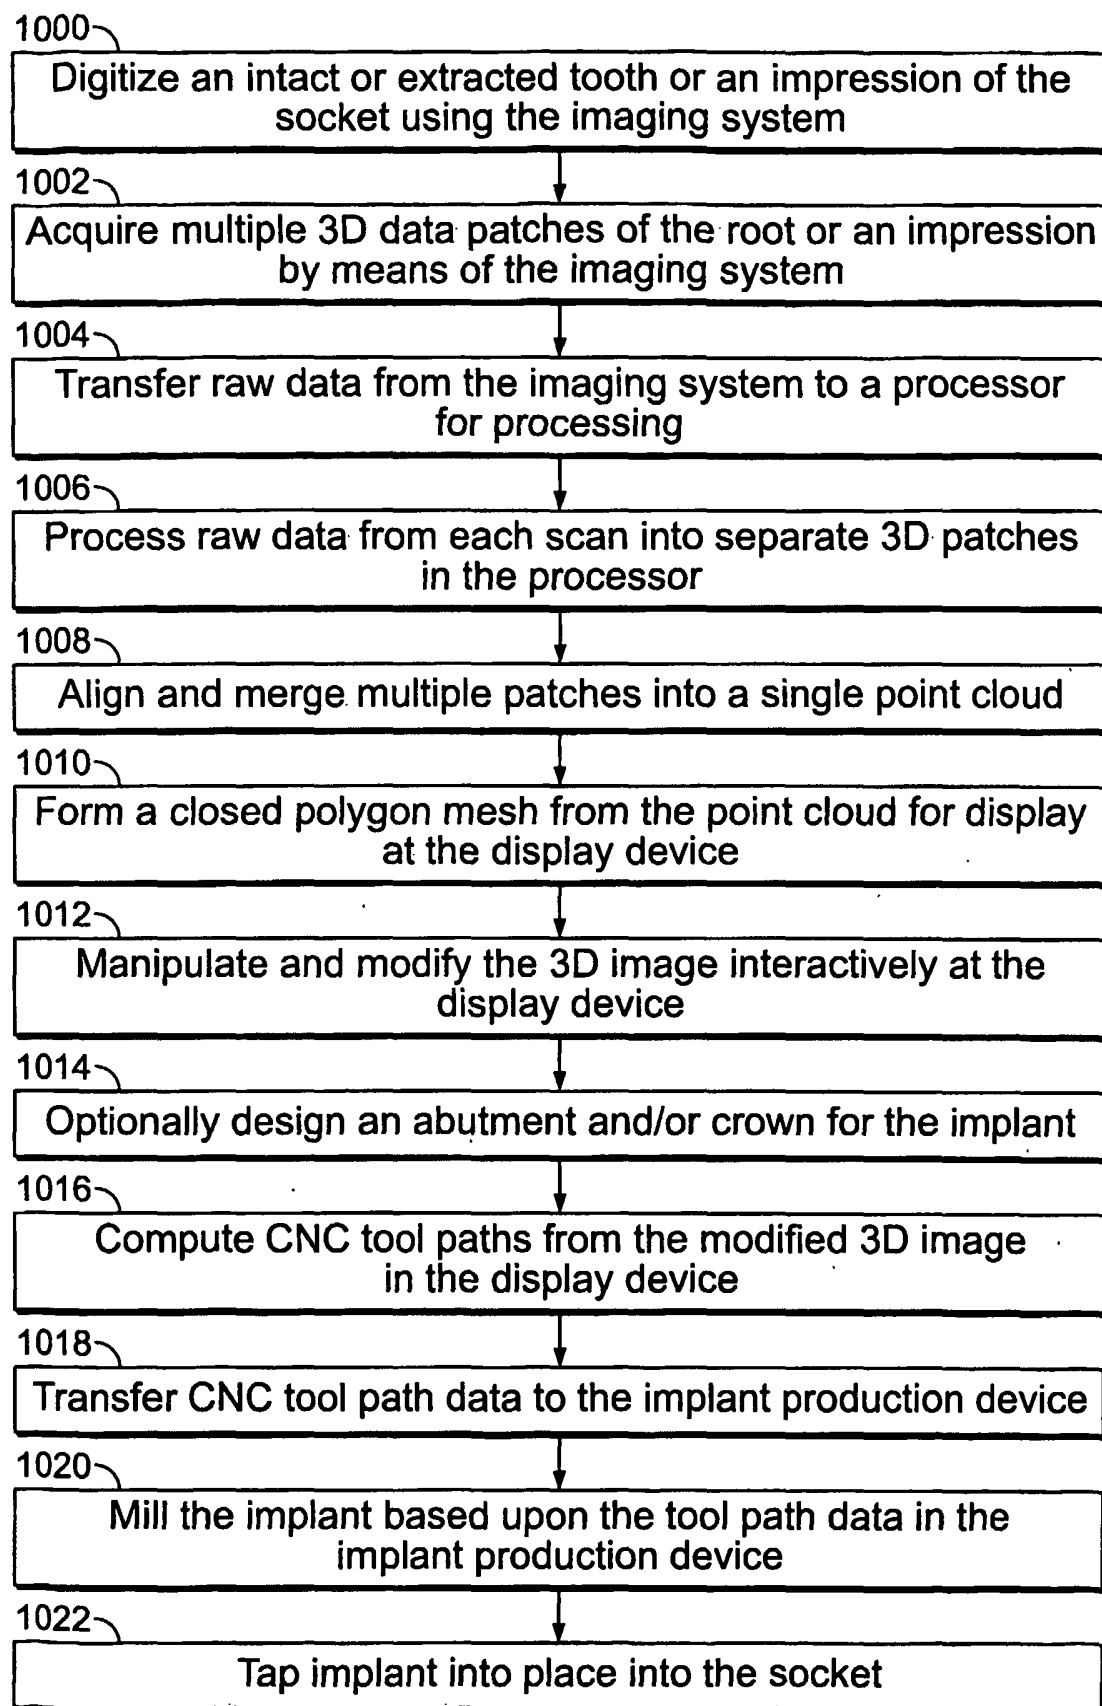 1000
Digitize an intact or extracted tooth or an impression of the
socket using the imaging system
1002
Acquire multiple 3D data patches of the root or an impression
by means of the imaging system
1004
Transfer raw data from the imaging system to a processor
for processing
1006
Process raw data from each scan into separate 3D patches
in the processor
1008
Align and merge multiple patches into a single point cloud
1010
Form a closed polygon mesh from the point cloud for display
at the display device
1012
Manipulate and modify the 3D image interactively at the
display device
1014
Optionally design an abutment and/or crown for the implant
1016
Compute CNC tool paths from the modified 3D image
in the display device
1018
Transfer CNC tool path data to the implant production device
1020
Mill the implant based upon the tool path data in the
implant production device
1022
Tap implant into place into the socket